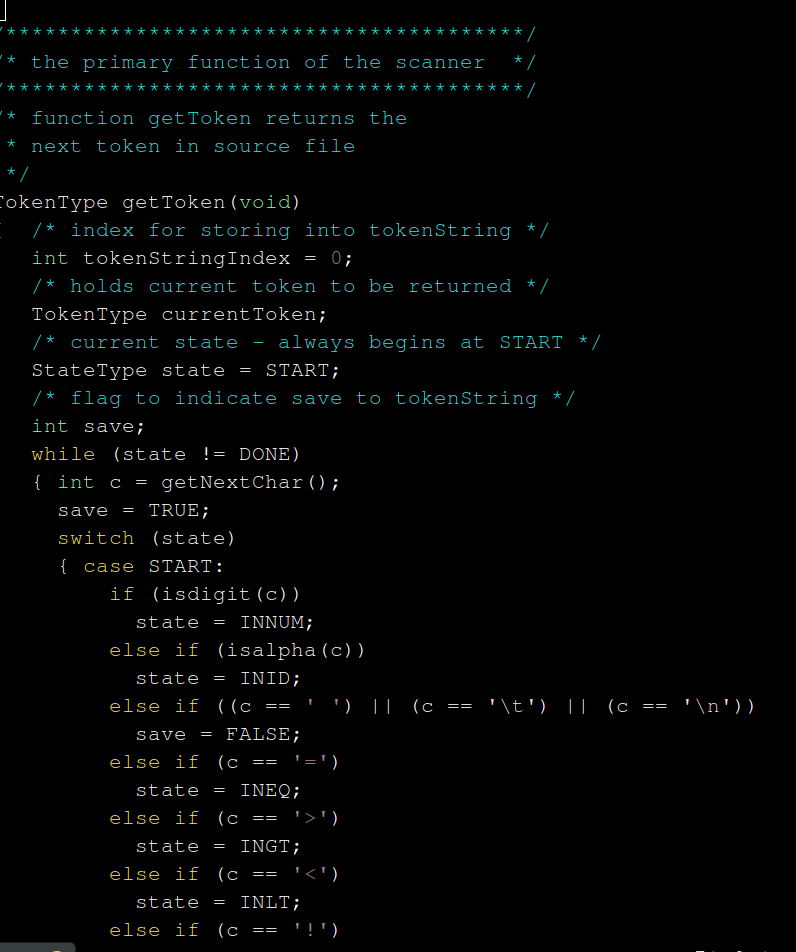 /****************************************/
/* the primary function of the scanner  */
/****************************************/
/* function getToken returns the
 * next token in source file
 */
TokenType getToken(void)
{  /* index for storing into tokenString */
   int tokenStringIndex = 0;
   /* holds current token to be returned */
   TokenType currentToken;
   /* current state - always begins at START */
   StateType state = START;
   /* flag to indicate save to tokenString */
   int save;
   while (state != DONE)
   { int c = getNextChar();
     save = TRUE;
     switch (state)
     { case START:
         if (isdigit(c))
           state = INNUM;
         else if (isalpha(c))
           state = INID;
         else if ((c == ' ') || (c == '\t') || (c == '\n'))
           save = FALSE;
         else if (c == '=')
           state = INEQ;
         else if (c == '>')
           state = INGT;
         else if (c == '<')
           state = INLT;
         else if (c == '!')